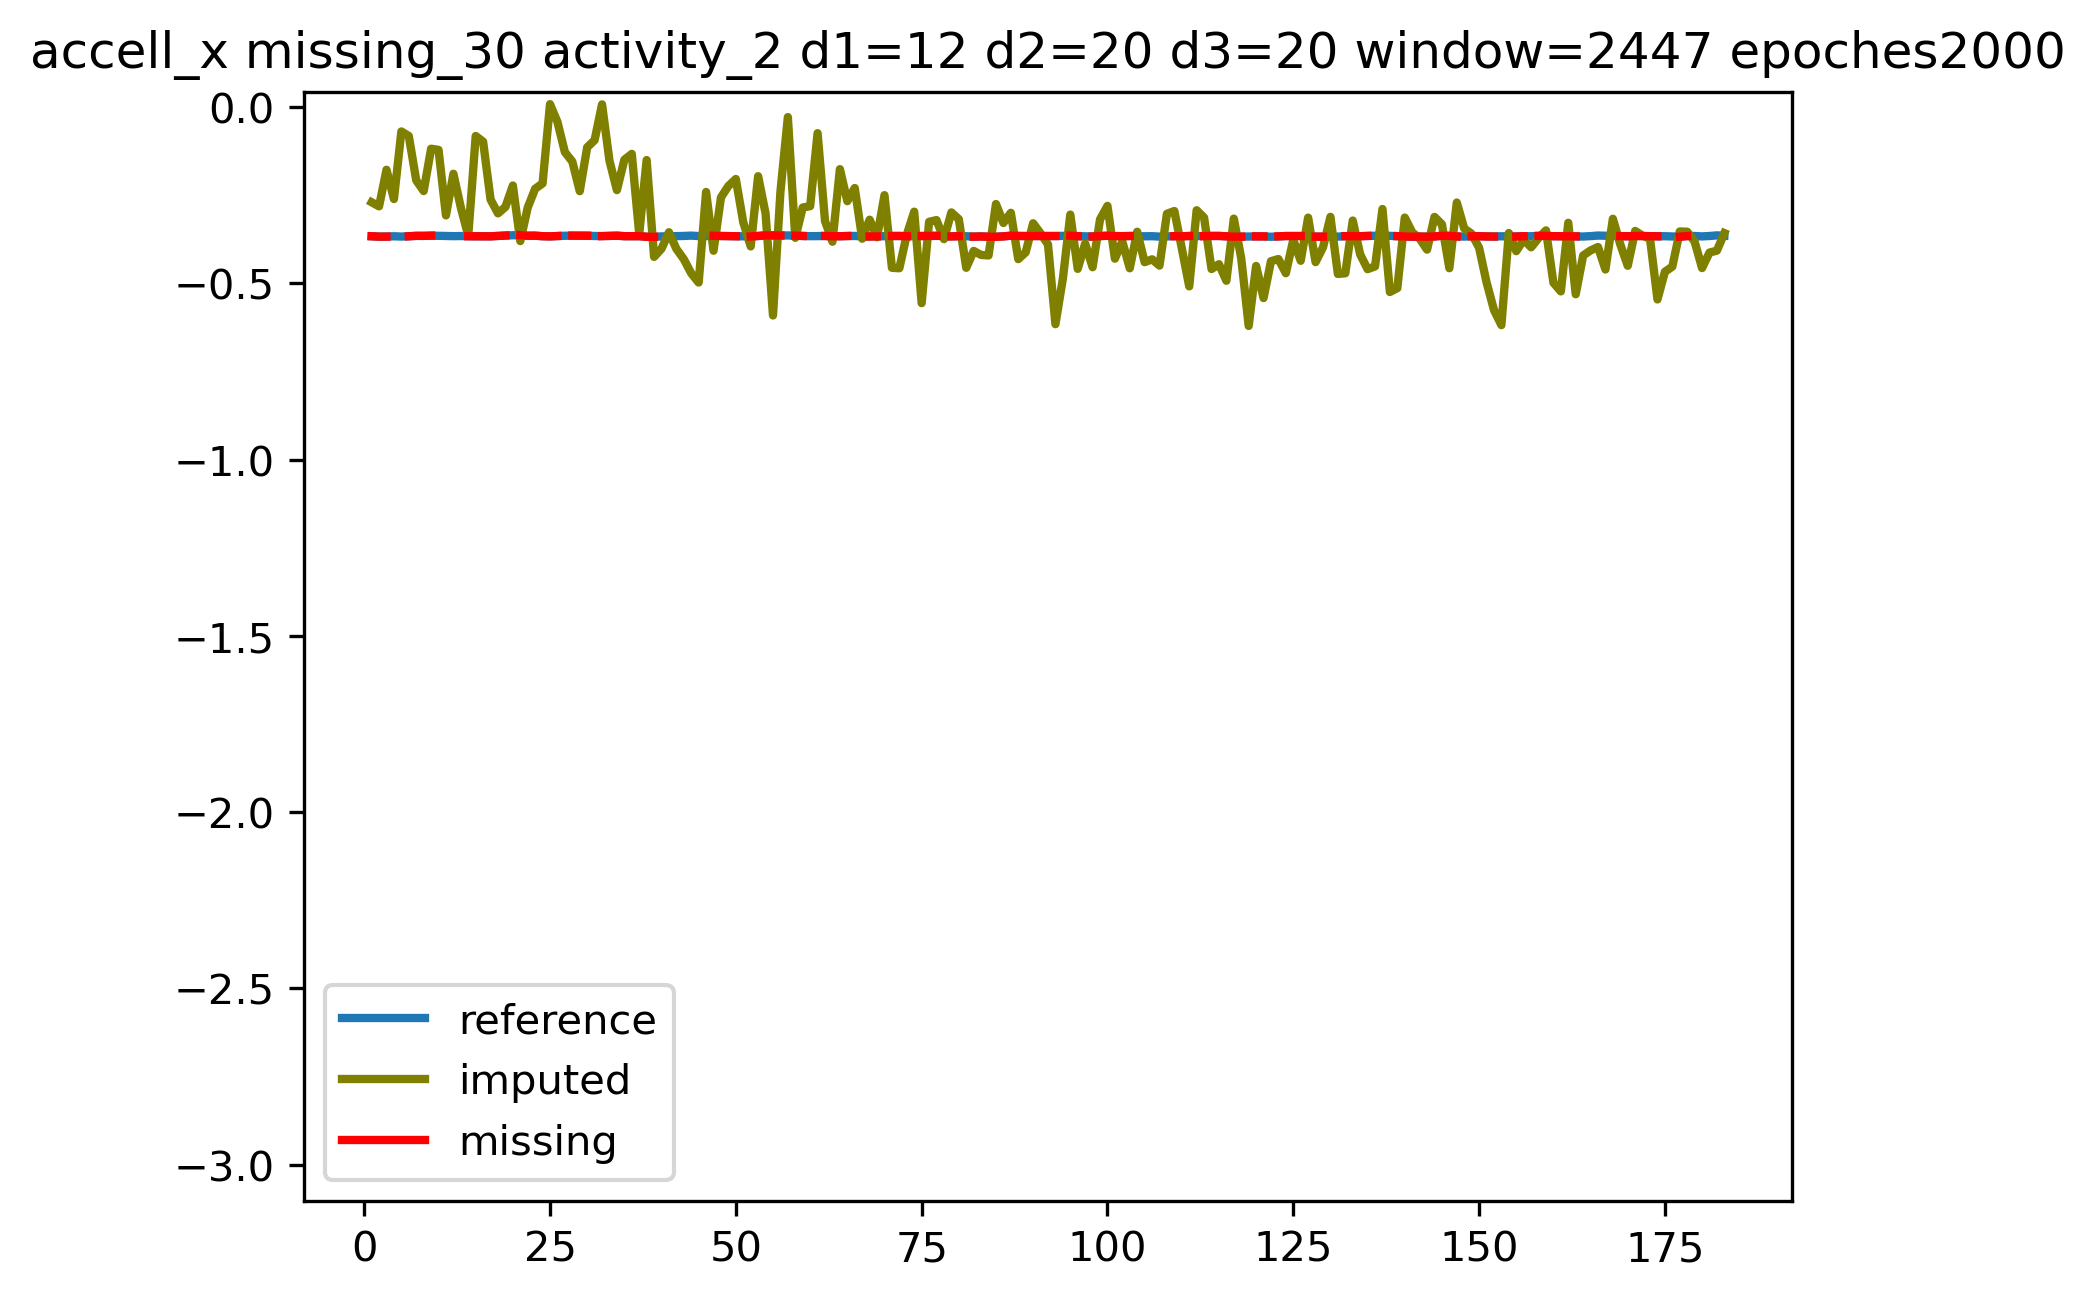 accell_x missing_30 activity_2 d1=12 d2=20 d3=20 window=2447 epoches2000
0.0
−0.5
−1.0
−1.5
−2.0
−2.5
−3.0
reference
imputed
missing
0 25 50 75 100 125 150 175